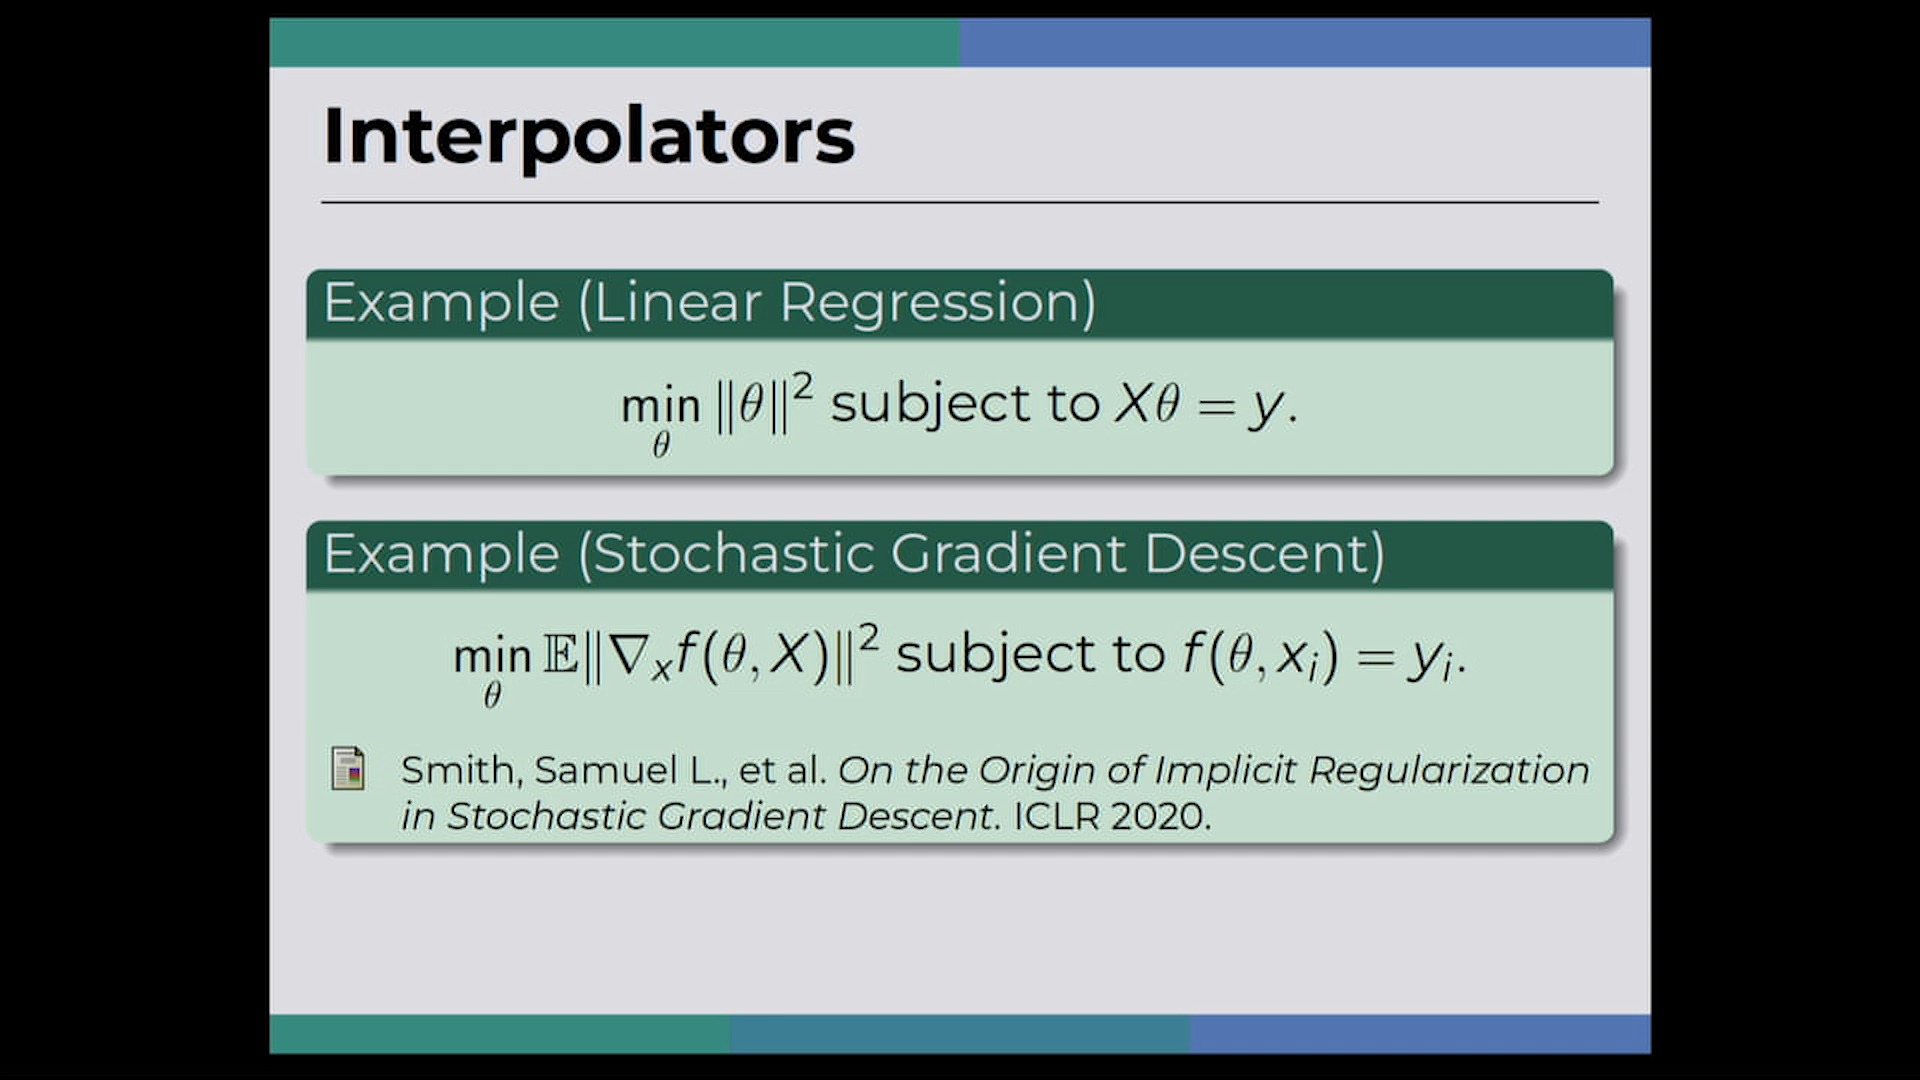 Interpolators
Example (Linear Regression)
min_θ ‖θ‖² subject to Xθ = y.
Example (Stochastic Gradient Descent)
min_θ 𝔼‖∇ₓf(θ, X)‖² subject to f(θ, xᵢ) = yᵢ.
Smith, Samuel L., et al. On the Origin of Implicit Regularization
in Stochastic Gradient Descent. ICLR 2020.